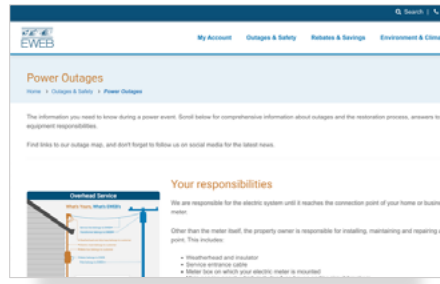 Search |
EWEB
My Account Outages & Safety Rebates & Savings Environment & Clima
Power Outages
Home > Outages & Safety > Power Outages
The information you need to know during a power event. Scroll below for comprehensive information about outages and the restoration process, answers to
equipment responsibilities.
Find links to our outage map, and don't forget to follow us on social media for the latest news.
Your responsibilities
Overhead Service
What's Yours, What's EWEB's
We are responsible for the electric system until it reaches the connection point of your home or busine
meter.
Other than the meter itself, the property owner is responsible for installing, maintaining and repairing a
point. This includes:
• Weatherhead and insulator
• Service entrance cable
• Meter box on which your electric meter is mounted